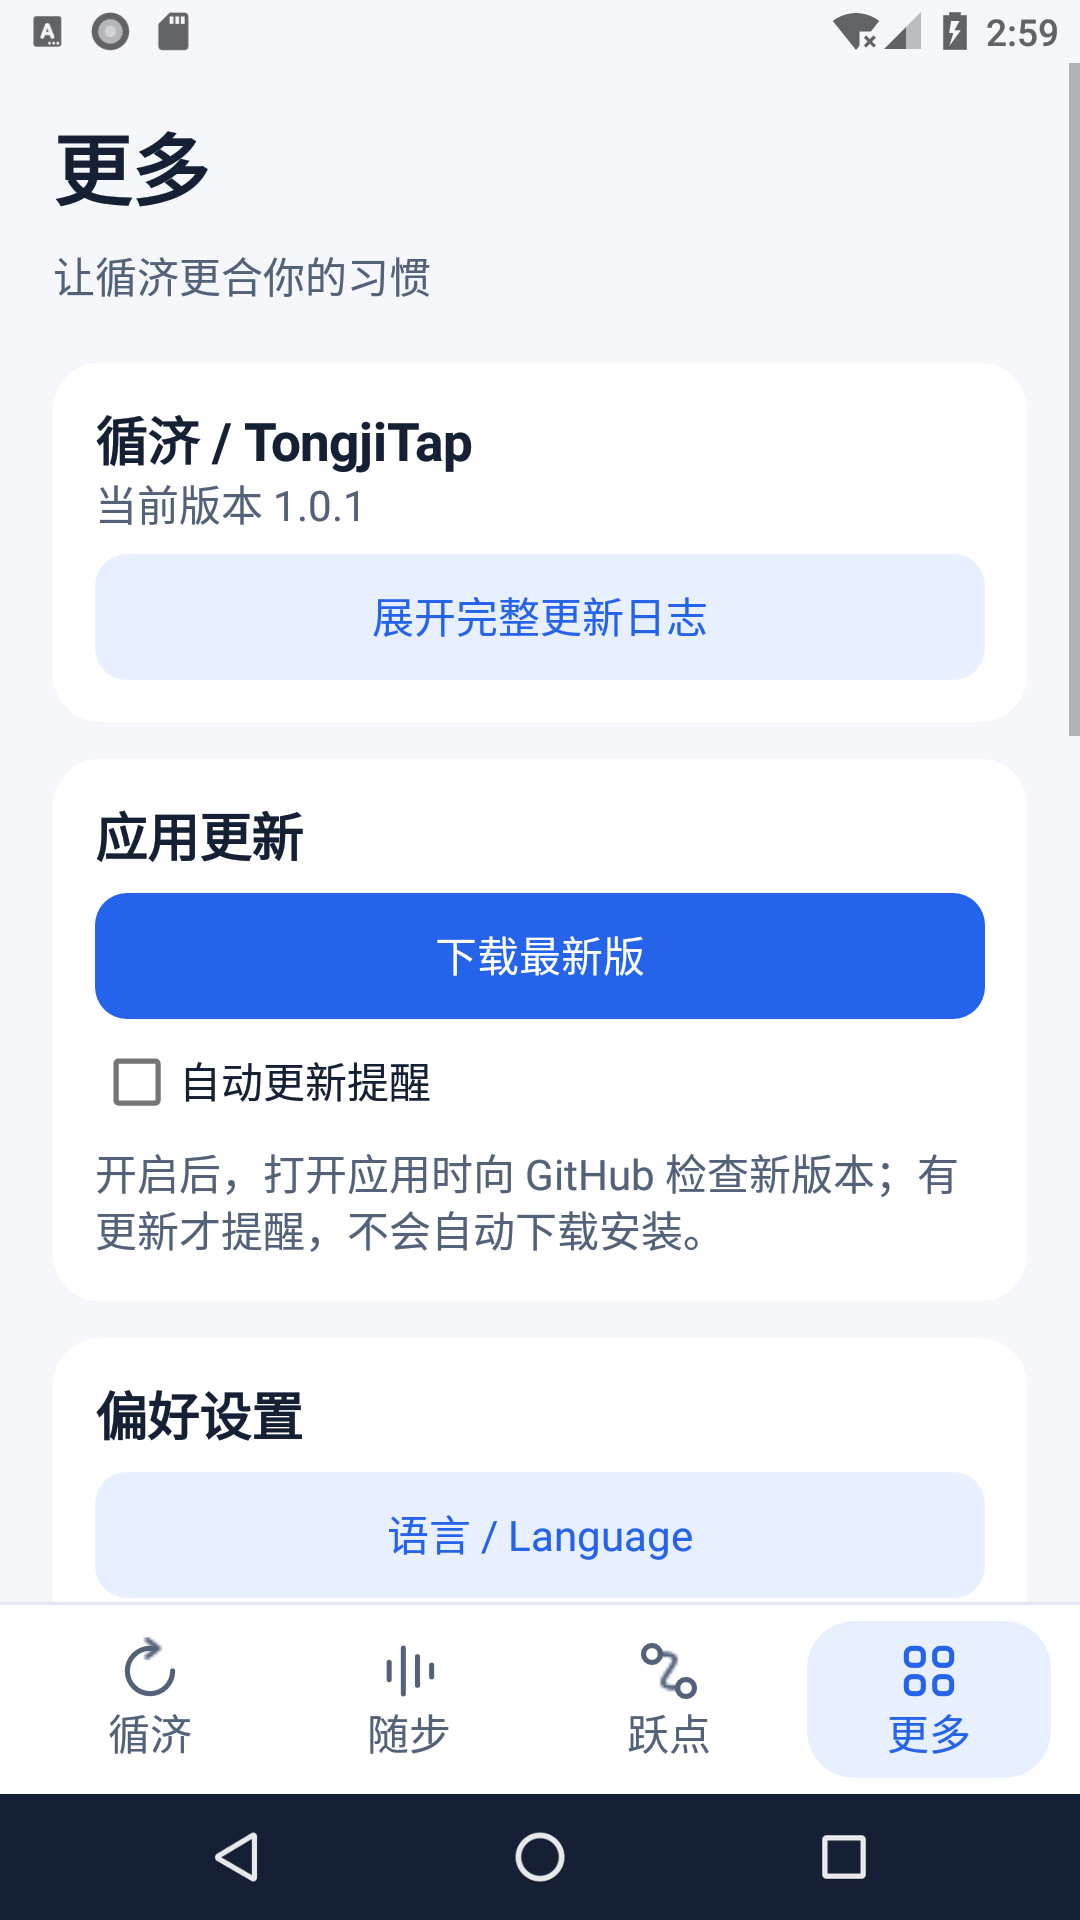 2:59
更多
让循济更合你的习惯
循济 / TongjiTap
当前版本 1.0.1
展开完整更新日志
应用更新
下载最新版
自动更新提醒
开启后，打开应用时向 GitHub 检查新版本；有
更新才提醒，不会自动下载安装。
偏好设置
语言 / Language
循济
随步
跃点
更多